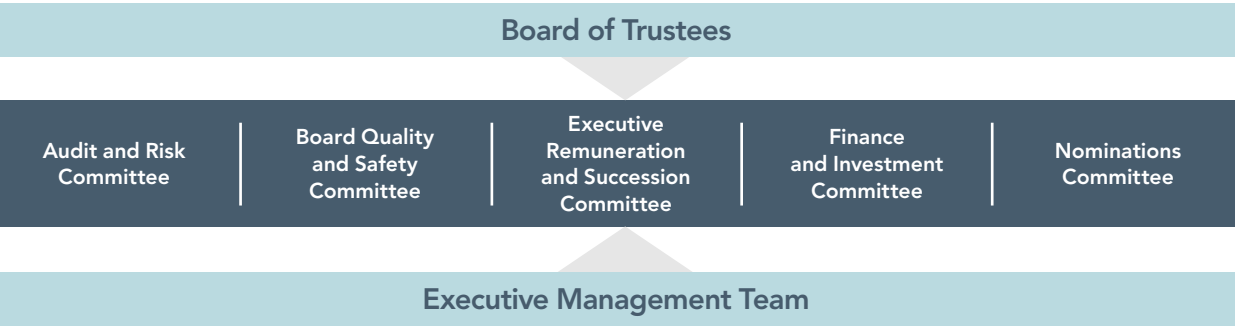 Board of Trustees
Audit and Risk
Committee
Board Quality
and Safety
Committee
Executive
Remuneration
and Succession
Committee
Finance
and Investment
Committee
Nominations
Committee
Executive Management Team